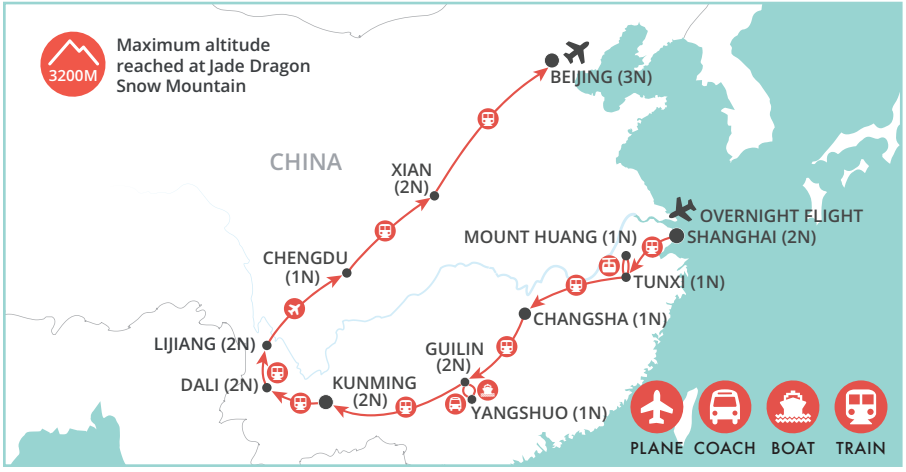 3200M
Maximum altitude
reached at Jade Dragon
Snow Mountain
BEIJING (3N)
CHINA
XIAN
(2N)
OVERNIGHT FLIGHT
SHANGHAI (2N)
MOUNT HUANG (1N)
CHENGDU
(1N)
TUNXI (1N)
CHANGSHA (1N)
LIJIANG (2N)
GUILIN
(2N)
DALI (2N)
KUNMING
(2N)
YANGSHUO (1N)
PLANE
COACH
BOAT
TRAIN